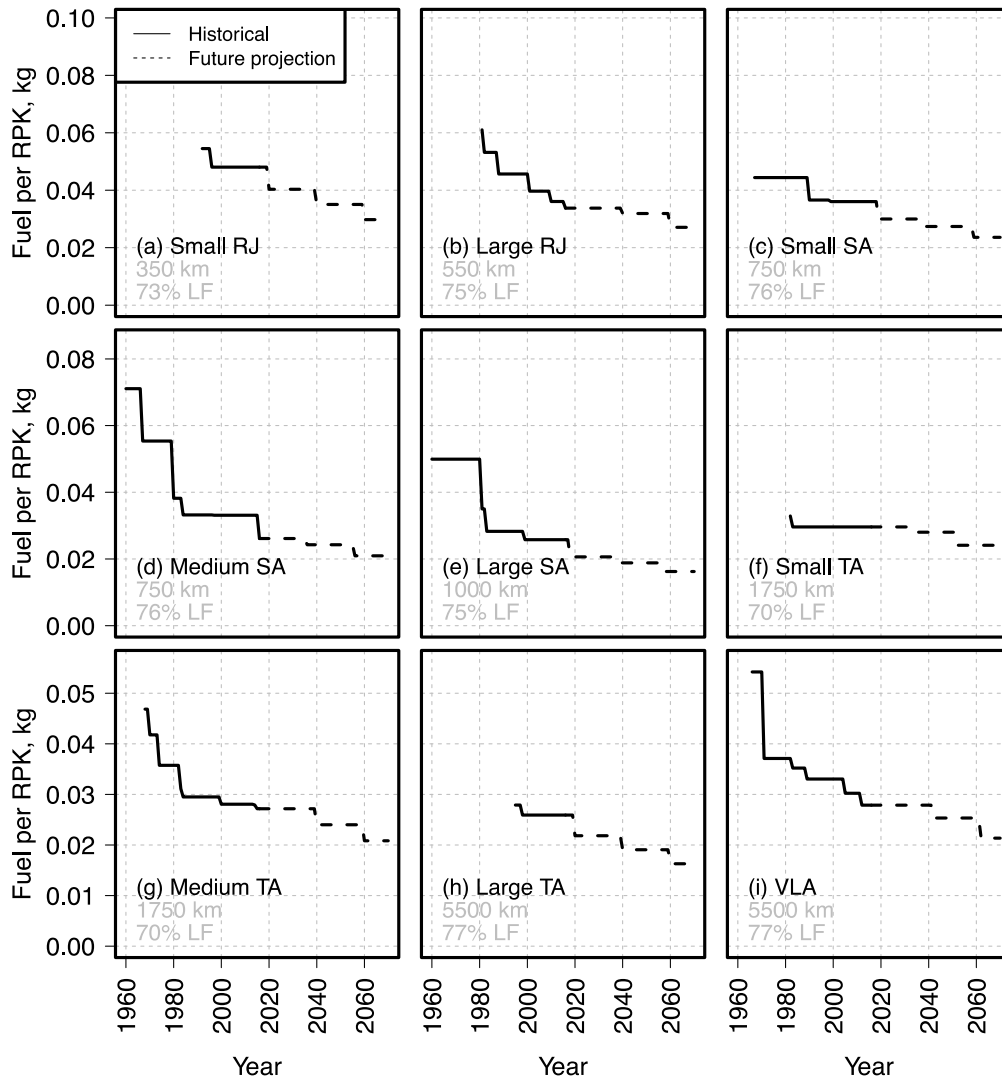 Historical
Future projection
Fuel per RPK, kg
0.10
0.08
0.06
0.04
0.02
0.00
(a) Small RJ
350 km
73% LF
(b) Large RJ
550 km
75% LF
(c) Small SA
750 km
76% LF
Fuel per RPK, kg
0.08
0.06
0.04
0.02
0.00
(d) Medium SA
750 km
76% LF
(e) Large SA
1000 km
75% LF
(f) Small TA
1750 km
70% LF
Fuel per RPK, kg
0.05
0.04
0.03
0.02
0.01
0.00
(g) Medium TA
1750 km
70% LF
(h) Large TA
5500 km
77% LF
(i) VLA
5500 km
77% LF
1960 1980 2000 2020 2040 2060
1960 1980 2000 2020 2040 2060
1960 1980 2000 2020 2040 2060
Year
Year
Year